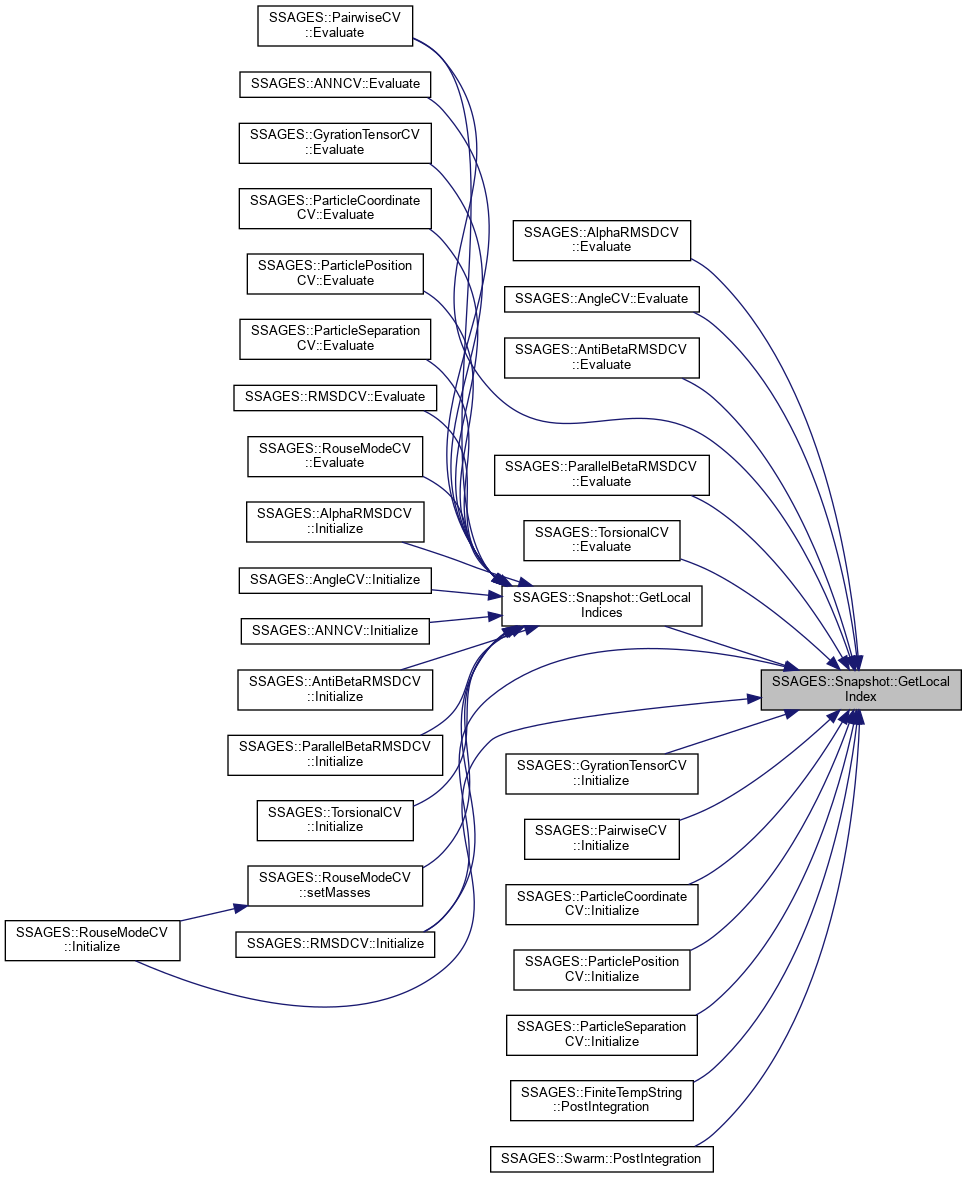 SSAGES::PairwiseCV
::Evaluate
SSAGES::ANNCV::Evaluate
SSAGES::GyrationTensorCV
::Evaluate
SSAGES::ParticleCoordinate
CV::Evaluate
SSAGES::ParticlePosition
CV::Evaluate
SSAGES::ParticleSeparation
CV::Evaluate
SSAGES::RMSDCV::Evaluate
SSAGES::RouseModeCV
::Evaluate
SSAGES::AlphaRMSDCV
::Initialize
SSAGES::AngleCV::Initialize
SSAGES::ANNCV::Initialize
SSAGES::AntiBetaRMSDCV
::Initialize
SSAGES::ParallelBetaRMSDCV
::Initialize
SSAGES::TorsionalCV
::Initialize
SSAGES::RouseModeCV
::setMasses
SSAGES::RMSDCV::Initialize
SSAGES::RouseModeCV
::Initialize
SSAGES::AlphaRMSDCV
::Evaluate
SSAGES::AngleCV::Evaluate
SSAGES::AntiBetaRMSDCV
::Evaluate
SSAGES::ParallelBetaRMSDCV
::Evaluate
SSAGES::TorsionalCV
::Evaluate
SSAGES::Snapshot::GetLocal
Indices
SSAGES::GyrationTensorCV
::Initialize
SSAGES::PairwiseCV
::Initialize
SSAGES::ParticleCoordinate
CV::Initialize
SSAGES::ParticlePosition
CV::Initialize
SSAGES::ParticleSeparation
CV::Initialize
SSAGES::FiniteTempString
::PostIntegration
SSAGES::Swarm::PostIntegration
SSAGES::Snapshot::GetLocal
Index